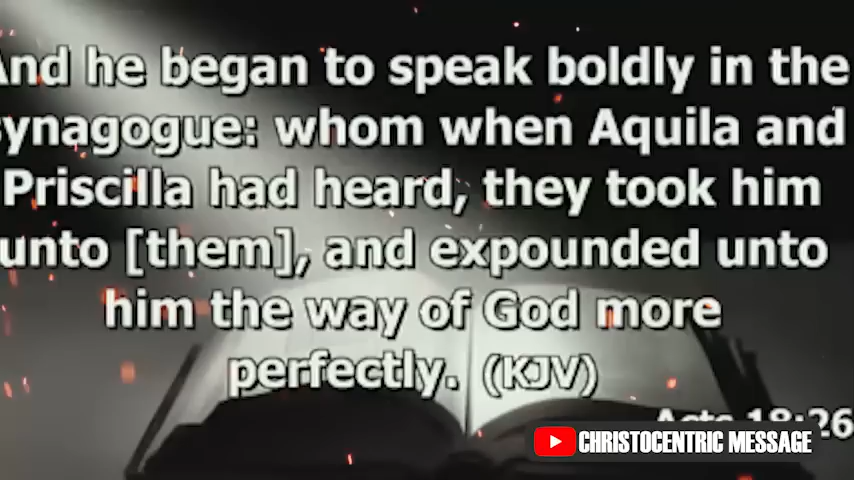 And he began to speak boldly in the
synagogue: whom when Aquila and
Priscilla had heard, they took him
unto [them], and expounded unto
him the way of God more
perfectly. (KJV)
Acts 18:26
CHRISTOCENTRIC MESSAGE